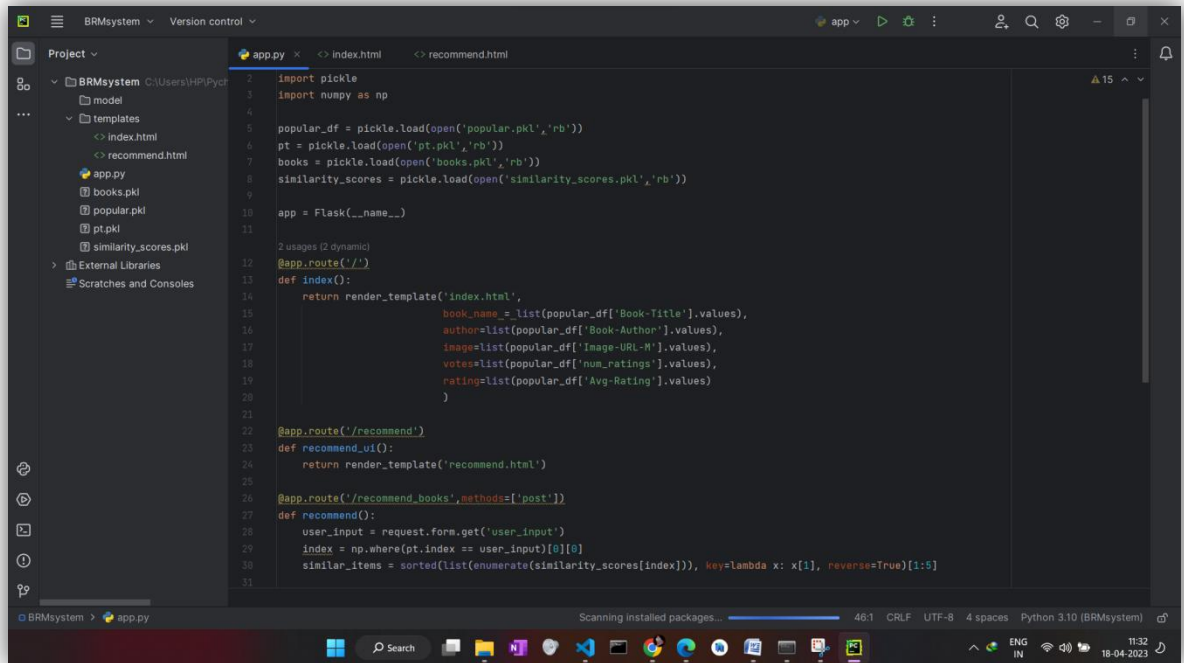 BRMsystem Version control app
Project
app.py index.html recommend.html
BRMsystem C:\Users\HP\Pych
model
templates
index.html
recommend.html
app.py
books.pkl
popular.pkl
pt.pkl
similarity_scores.pkl
External Libraries
Scratches and Consoles
15
2 import pickle
3 import numpy as np
4
5 popular_df = pickle.load(open('popular.pkl','rb'))
6 pt = pickle.load(open('pt.pkl','rb'))
7 books = pickle.load(open('books.pkl','rb'))
8 similarity_scores = pickle.load(open('similarity_scores.pkl','rb'))
9
10 app = Flask(__name__)
11
2 usages (2 dynamic)
12 @app.route('/')
13 def index():
14 return render_template('index.html',
15 book_name = list(popular_df['Book-Title'].values),
16 author=list(popular_df['Book-Author'].values),
17 image=list(popular_df['Image-URL-M'].values),
18 votes=list(popular_df['num_ratings'].values),
19 rating=list(popular_df['Avg-Rating'].values)
20 )
21
22 @app.route('/recommend')
23 def recommend_ui():
24 return render_template('recommend.html')
25
26 @app.route('/recommend_books',methods=['post'])
27 def recommend():
28 user_input = request.form.get('user_input')
29 index = np.where(pt.index == user_input)[0][0]
30 similar_items = sorted(list(enumerate(similarity_scores[index])), key=lambda x: x[1], reverse=True)[1:5]
31
BRMsystem > app.py Scanning installed packages... 46:1 CRLF UTF-8 4 spaces Python 3.10 (BRMsystem)
Search
ENG
IN
11:32
18-04-2023